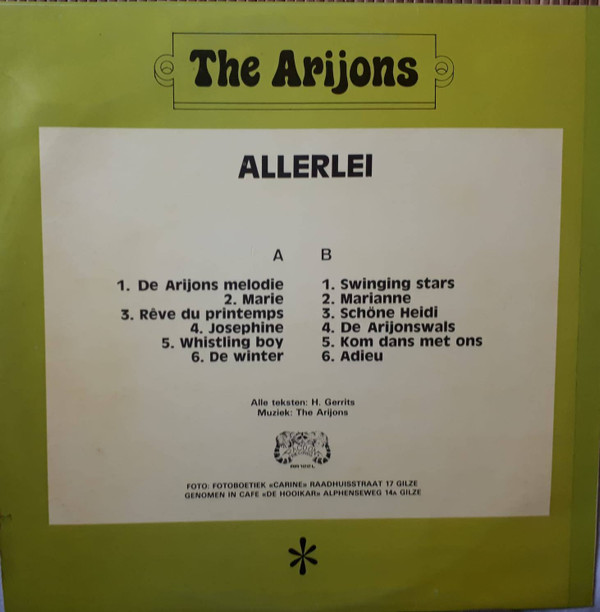 The Arijons
ALLERLEI
A
1. De Arijons melodie
2. Marie
3. Rêve du printemps
4. Josephine
5. Whistling boy
6. De winter
B
1. Swinging stars
2. Marianne
3. Schöne Heidi
4. De Arijonswals
5. Kom dans met ons
6. Adieu
Alle teksten: H. Gerrits
Muziek: The Arijons
FOTO: FOTOBOETIEK «CARINE» RAADHUISSTRAAT 17 GILZE
GENOMEN IN CAFE «DE HOOIKAR» ALPHENSEWEG 14A GILZE